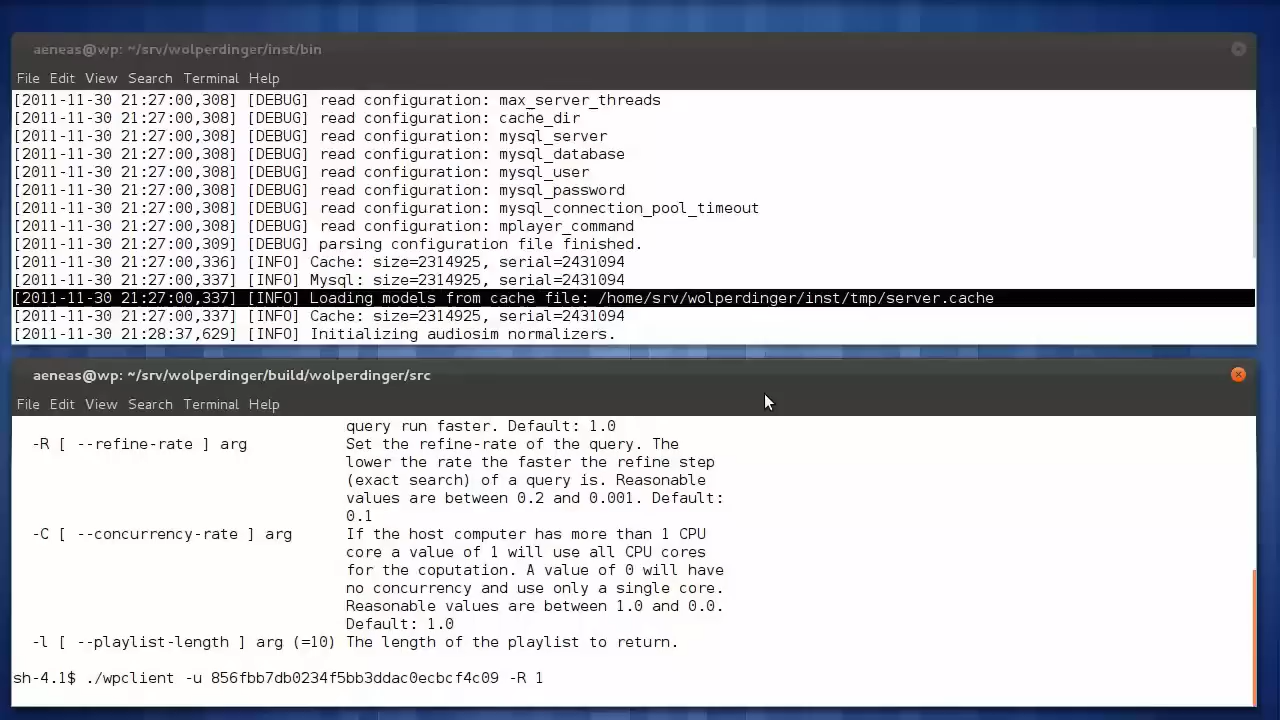 aeneas@wp: ~/srv/wolperdinger/inst/bin
File Edit View Search Terminal Help
[2011-11-30 21:27:00,308] [DEBUG] read configuration: max_server_threads
[2011-11-30 21:27:00,308] [DEBUG] read configuration: cache_dir
[2011-11-30 21:27:00,308] [DEBUG] read configuration: mysql_server
[2011-11-30 21:27:00,308] [DEBUG] read configuration: mysql_database
[2011-11-30 21:27:00,308] [DEBUG] read configuration: mysql_user
[2011-11-30 21:27:00,308] [DEBUG] read configuration: mysql_password
[2011-11-30 21:27:00,308] [DEBUG] read configuration: mysql_connection_pool_timeout
[2011-11-30 21:27:00,308] [DEBUG] read configuration: mplayer_command
[2011-11-30 21:27:00,309] [DEBUG] parsing configuration file finished.
[2011-11-30 21:27:00,336] [INFO] Cache: size=2314925, serial=2431094
[2011-11-30 21:27:00,337] [INFO] Mysql: size=2314925, serial=2431094
[2011-11-30 21:27:00,337] [INFO] Loading models from cache file: /home/srv/wolperdinger/inst/tmp/server.cache
[2011-11-30 21:27:00,337] [INFO] Cache: size=2314925, serial=2431094
[2011-11-30 21:28:37,629] [INFO] Initializing audiosim normalizers.
aeneas@wp: ~/srv/wolperdinger/build/wolperdinger/src
File Edit View Search Terminal Help
query run faster. Default: 1.0
-R [ --refine-rate ] arg Set the refine-rate of the query. The
lower the rate the faster the refine step
(exact search) of a query is. Reasonable
values are between 0.2 and 0.001. Default:
0.1
-C [ --concurrency-rate ] arg If the host computer has more than 1 CPU
core a value of 1 will use all CPU cores
for the coputation. A value of 0 will have
no concurrency and use only a single core.
Reasonable values are between 1.0 and 0.0.
Default: 1.0
-l [ --playlist-length ] arg (=10) The length of the playlist to return.
sh-4.1$ ./wpclient -u 856fbb7db0234f5bb3ddac0ecbcf4c09 -R 1